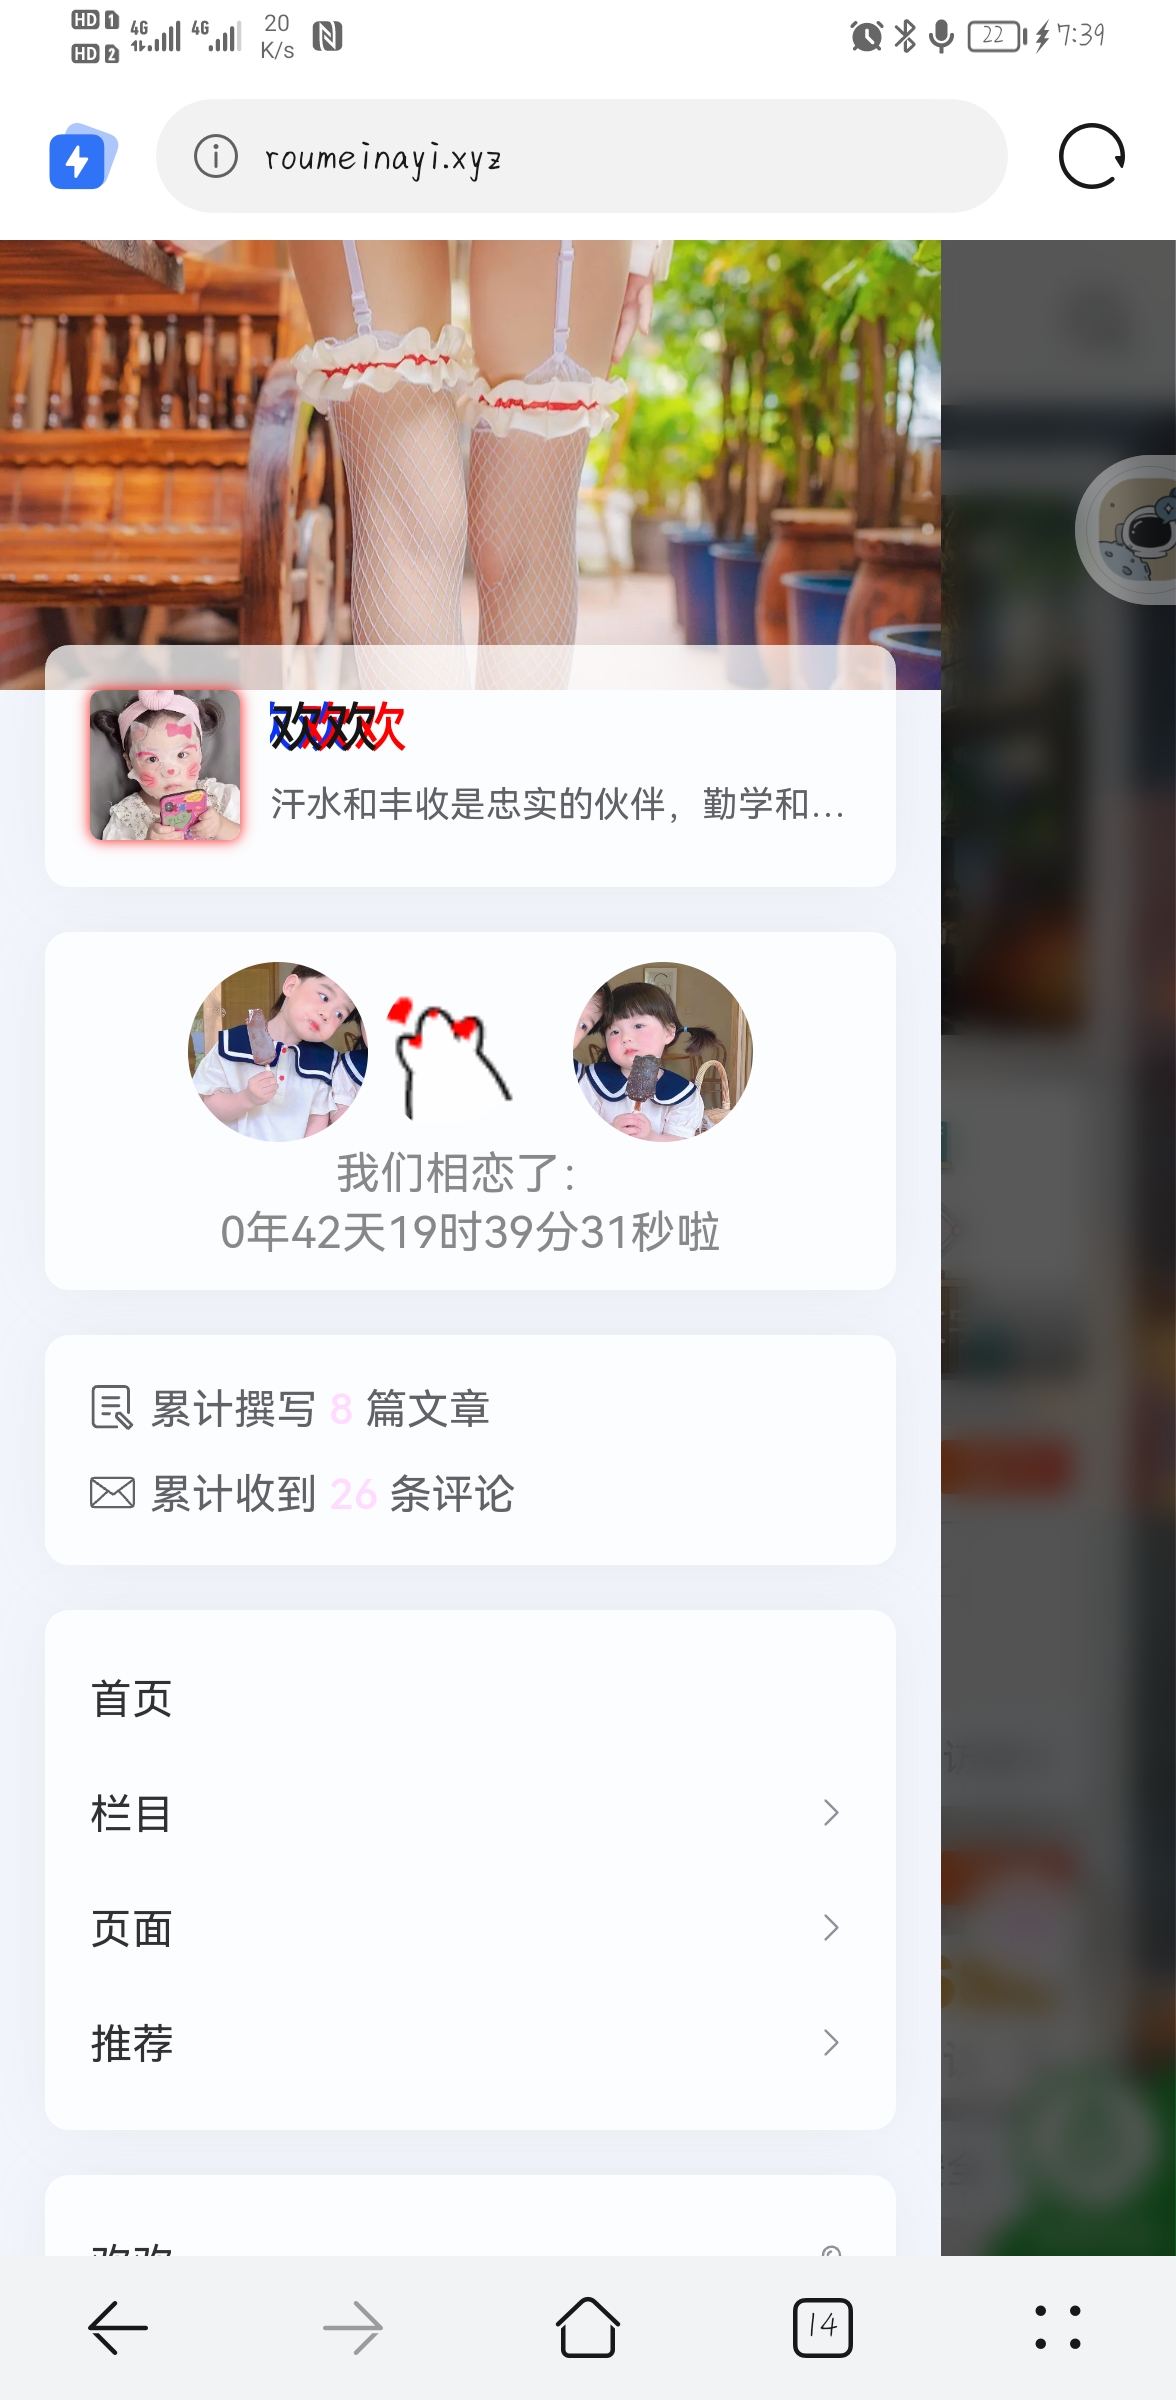 HD 1 4G 4G 20 22 7:39
HD 2 K/s
roumeinayi.xyz
欢欢
汗水和丰收是忠实的伙伴，勤学和...
我们相恋了：
0年42天19时39分31秒啦
累计撰写 8 篇文章
累计收到 26 条评论
首页
栏目
页面
推荐
14